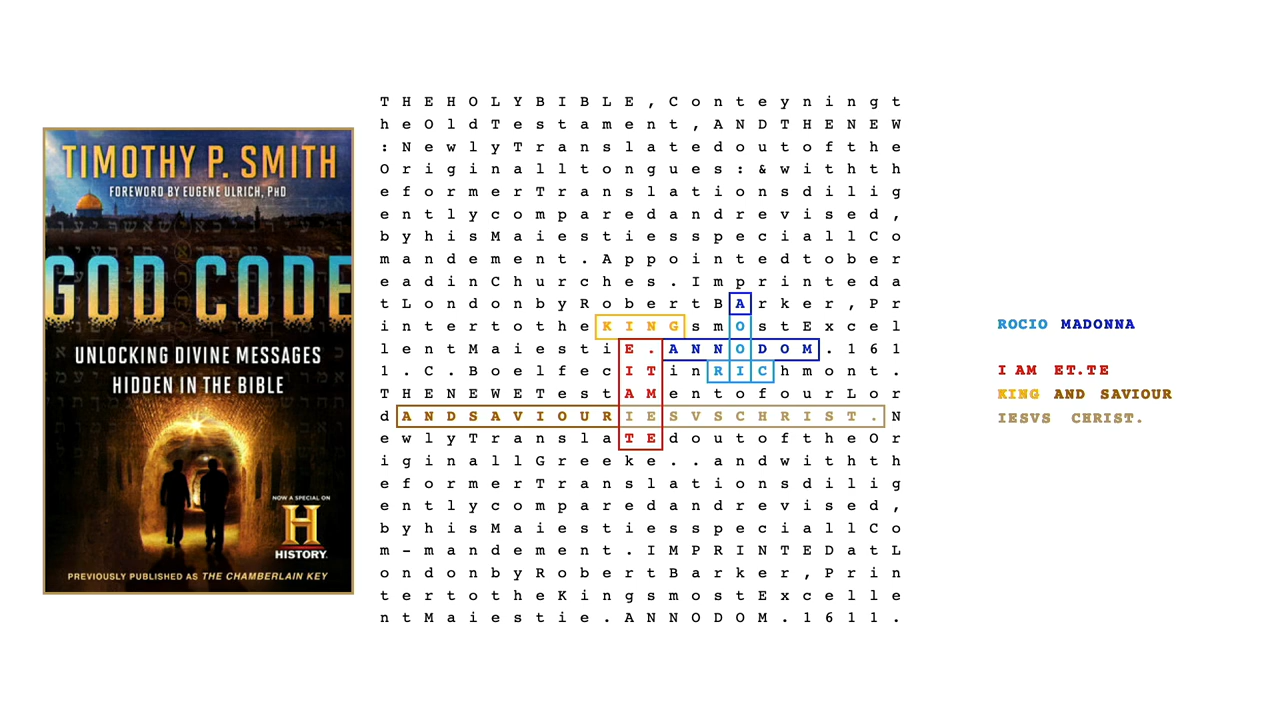 TIMOTHY P. SMITH
FOREWORD BY EUGENE ULRICH, PhD
GOD CODE
UNLOCKING DIVINE MESSAGES
HIDDEN IN THE BIBLE
NOW A SPECIAL ON
H
HISTORY.
PREVIOUSLY PUBLISHED AS THE CHAMBERLAIN KEY
T H E H O L Y B I B L E , C o n t e y n i n g t
h e O l d T e s t a m e n t , A N D T H E N E W
: N e w l y T r a n s l a t e d o u t o f t h e
O r i g i n a l l t o n g u e s : & w i t h t h
e f o r m e r T r a n s l a t i o n s d i l i g
e n t l y c o m p a r e d a n d r e v i s e d ,
b y h i s M a i e s t i e s s p e c i a l l C o
m a n d e m e n t . A p p o i n t e d t o b e r
e a d i n C h u r c h e s . I m p r i n t e d a
t L o n d o n b y R o b e r t B A r k e r , P r
i n t e r t o t h e K I N G s m O s t E x c e l
l e n t M a i e s t i E . A N N O D O M . 1 6 1
1 . C . B o e l f e c I T i n R I C h m o n t .
T H E N E W E T e s t A M e n t o f o u r L o r
d A N D S A V I O U R I E S V S C H R I S T . N
e w l y T r a n s l a T E d o u t o f t h e O r
i g i n a l l G r e e k e . . a n d w i t h t h
e f o r m e r T r a n s l a t i o n s d i l i g
e n t l y c o m p a r e d a n d r e v i s e d ,
b y h i s M a i e s t i e s s p e c i a l l C o
m - m a n d e m e n t . I M P R I N T E D a t L
o n d o n b y R o b e r t B a r k e r , P r i n
t e r t o t h e K i n g s m o s t E x c e l l e
n t M a i e s t i e . A N N O D O M . 1 6 1 1 .
ROCIO MADONNA
I AM ET.TE
KING AND SAVIOUR
IESVS CHRIST.